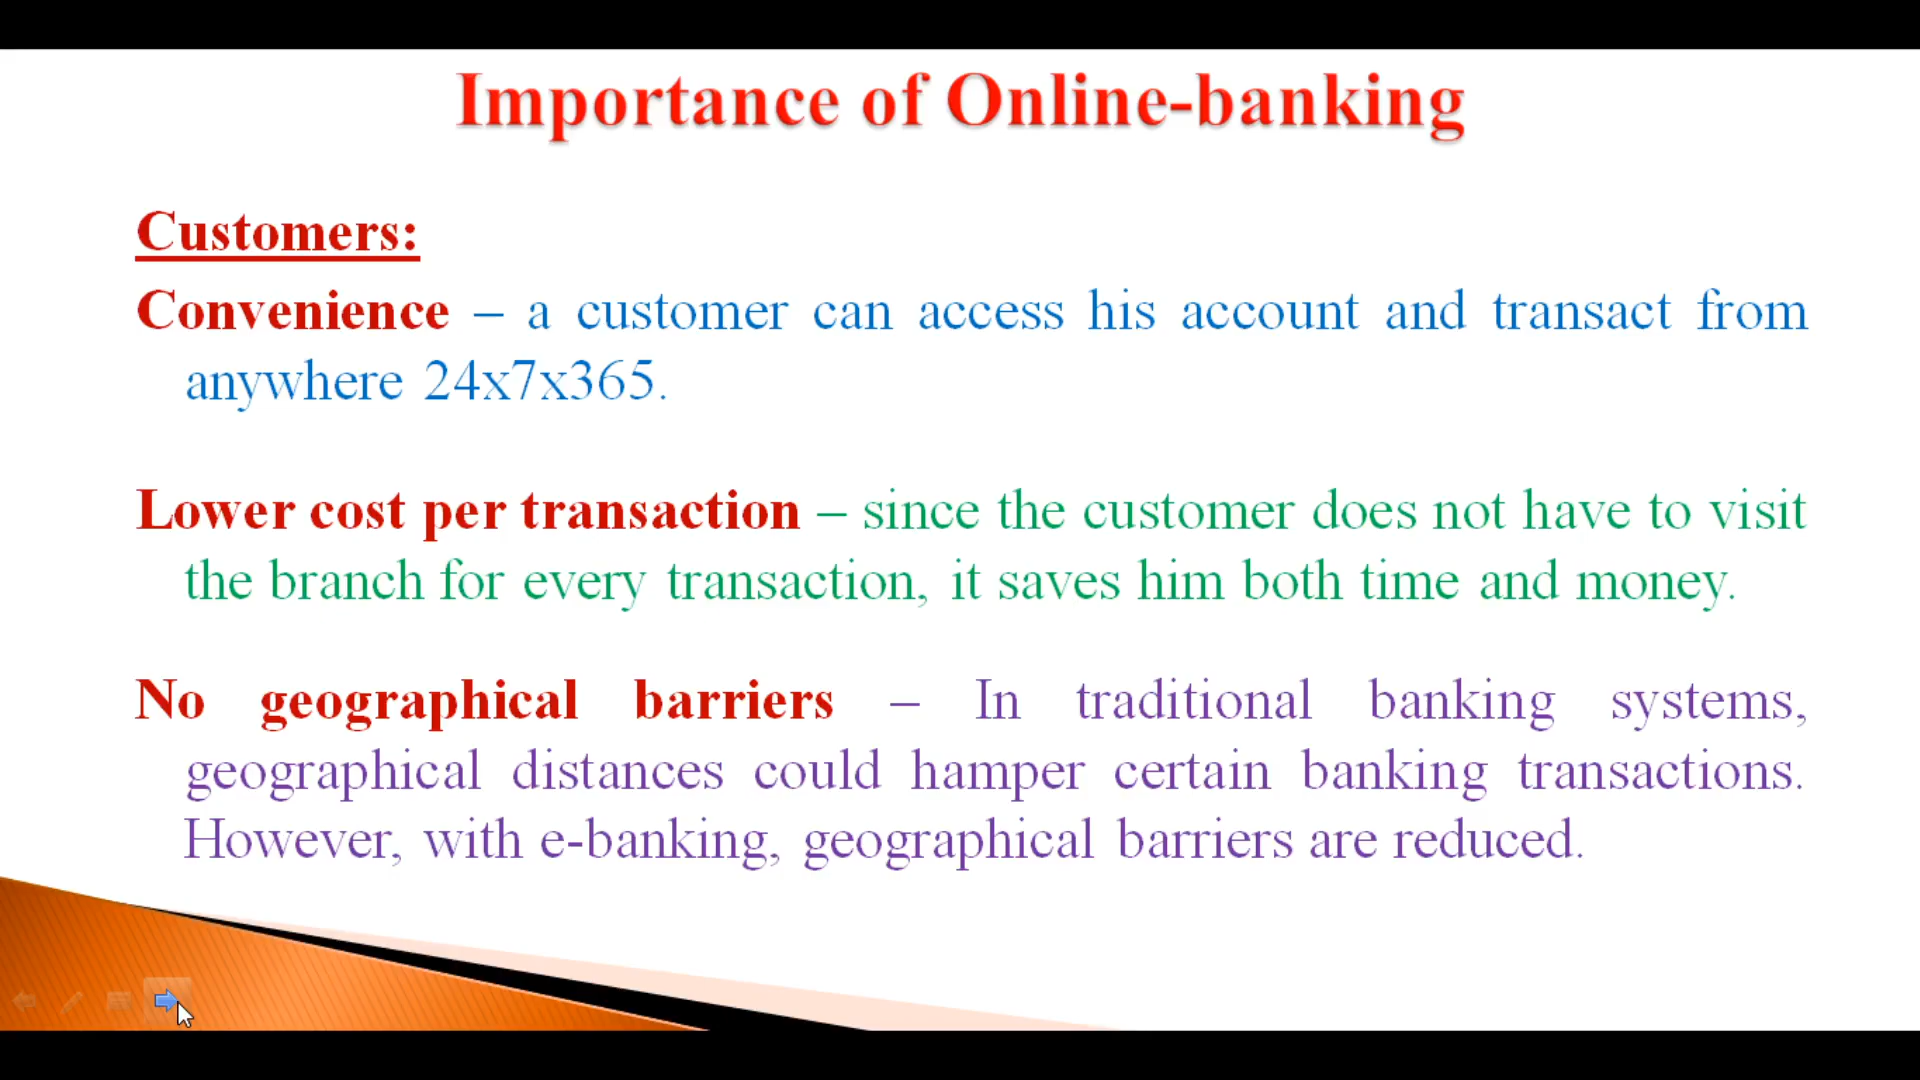 Importance of Online-banking
Customers:
Convenience – a customer can access his account and transact from
anywhere 24x7x365.
Lower cost per transaction – since the customer does not have to visit
the branch for every transaction, it saves him both time and money.
No geographical barriers – In traditional banking systems,
geographical distances could hamper certain banking transactions.
However, with e-banking, geographical barriers are reduced.